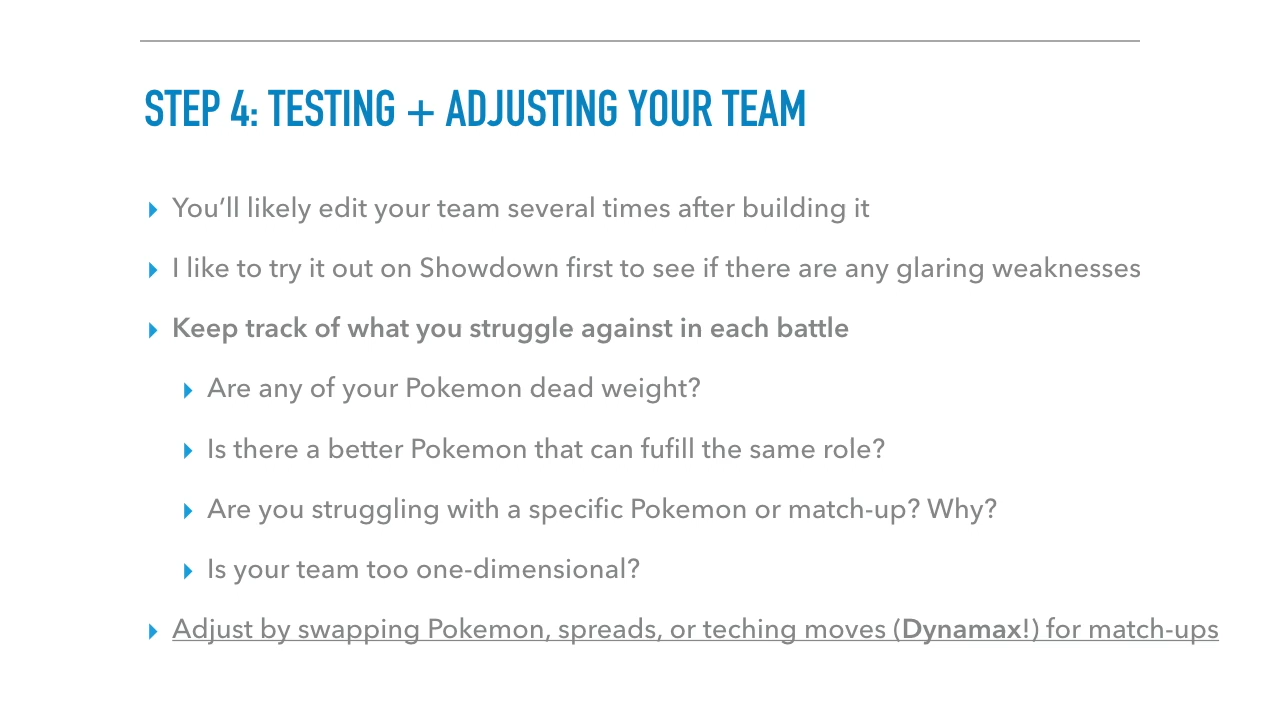 STEP 4: TESTING + ADJUSTING YOUR TEAM
You’ll likely edit your team several times after building it
I like to try it out on Showdown first to see if there are any glaring weaknesses
Keep track of what you struggle against in each battle
Are any of your Pokemon dead weight?
Is there a better Pokemon that can fufill the same role?
Are you struggling with a specific Pokemon or match-up? Why?
Is your team too one-dimensional?
Adjust by swapping Pokemon, spreads, or teching moves (Dynamax!) for match-ups